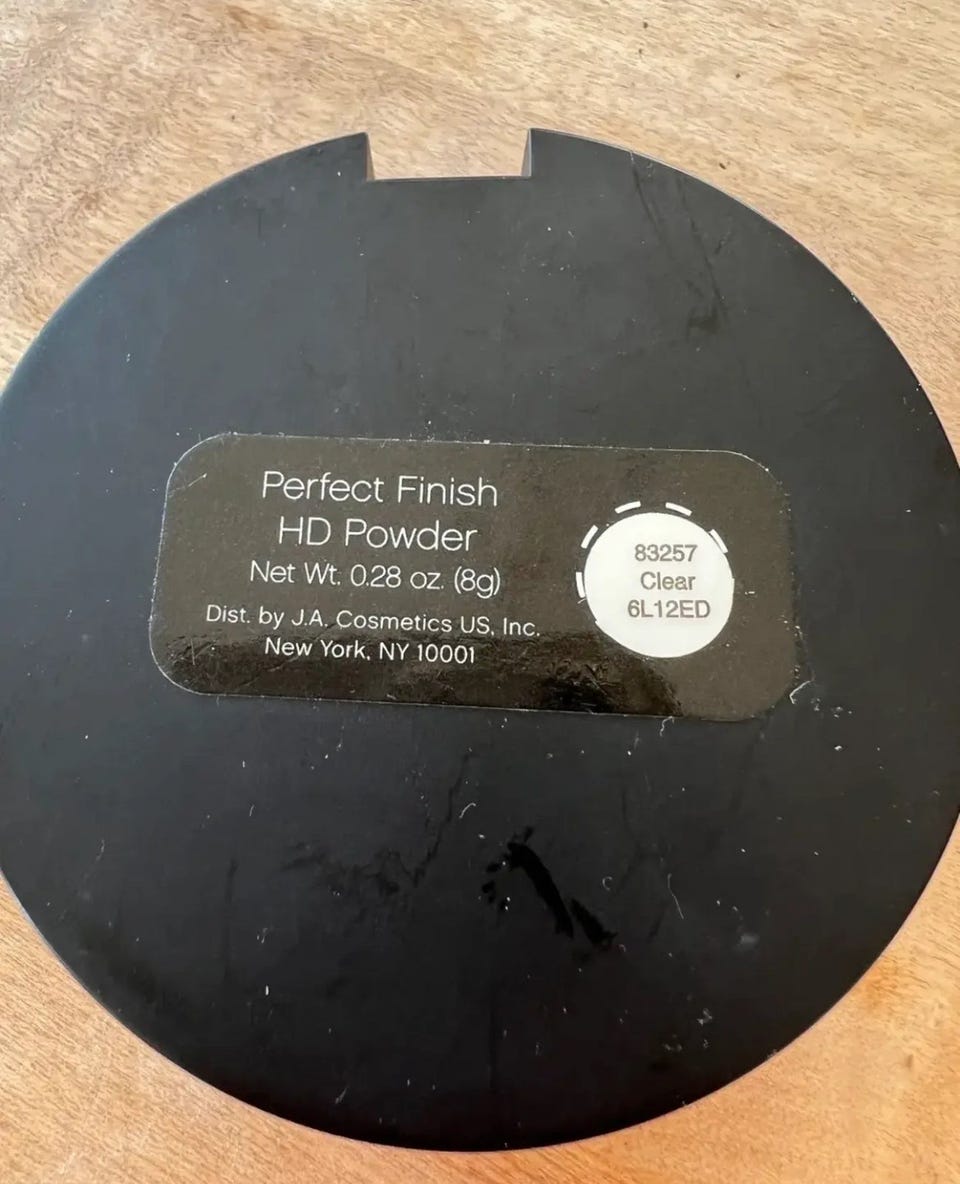 Perfect Finish
HD Powder
Net Wt. 0.28 oz. (8g)
Dist. by J.A. Cosmetics US, Inc.
New York, NY 10001
83257
Clear
6L12ED